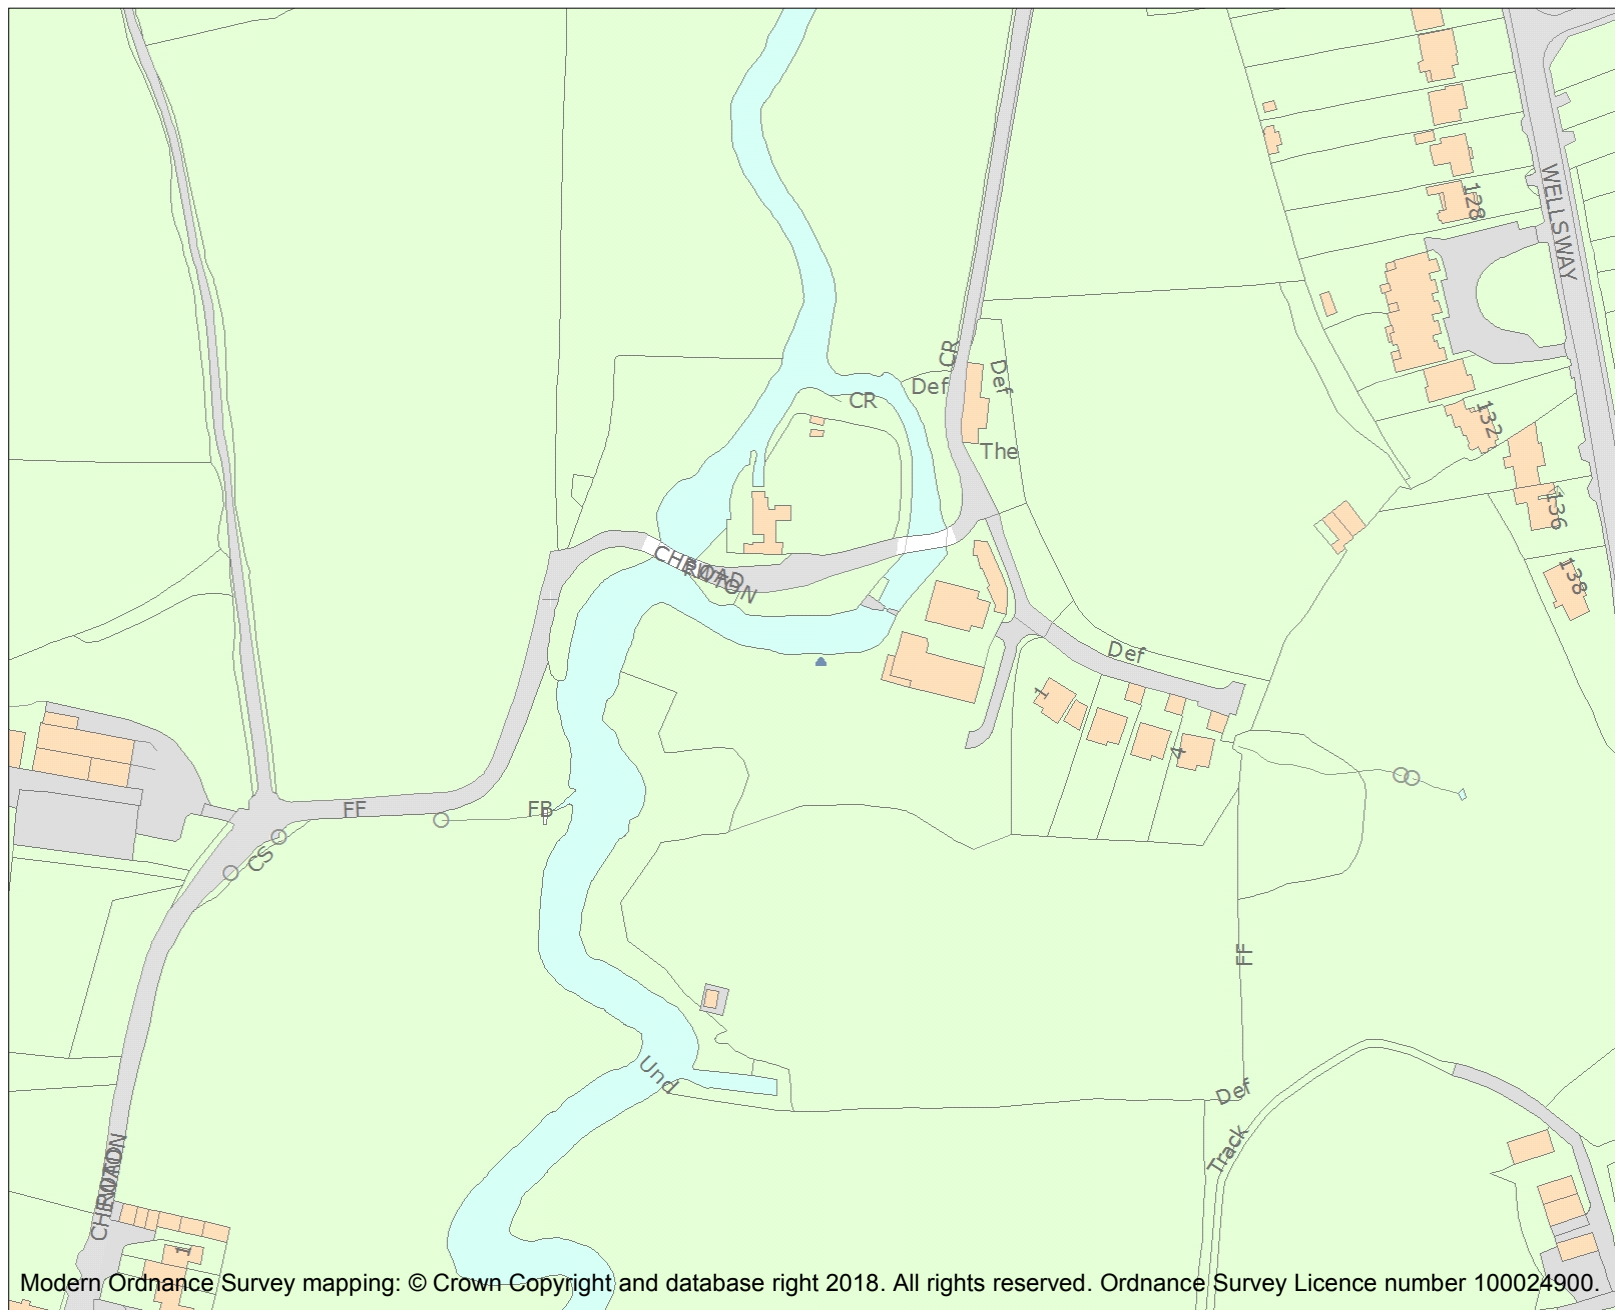 WELLSWAY
128
CR
Def
Def
CR
The
132
136
138
CHEWTON
ROAD
Def
1
4
FF
FB
CS
FF
Und
Def
Track
ROAD
1
Modern Ordnance Survey mapping: © Crown Copyright and database right 2018. All rights reserved. Ordnance Survey Licence number 100024900.